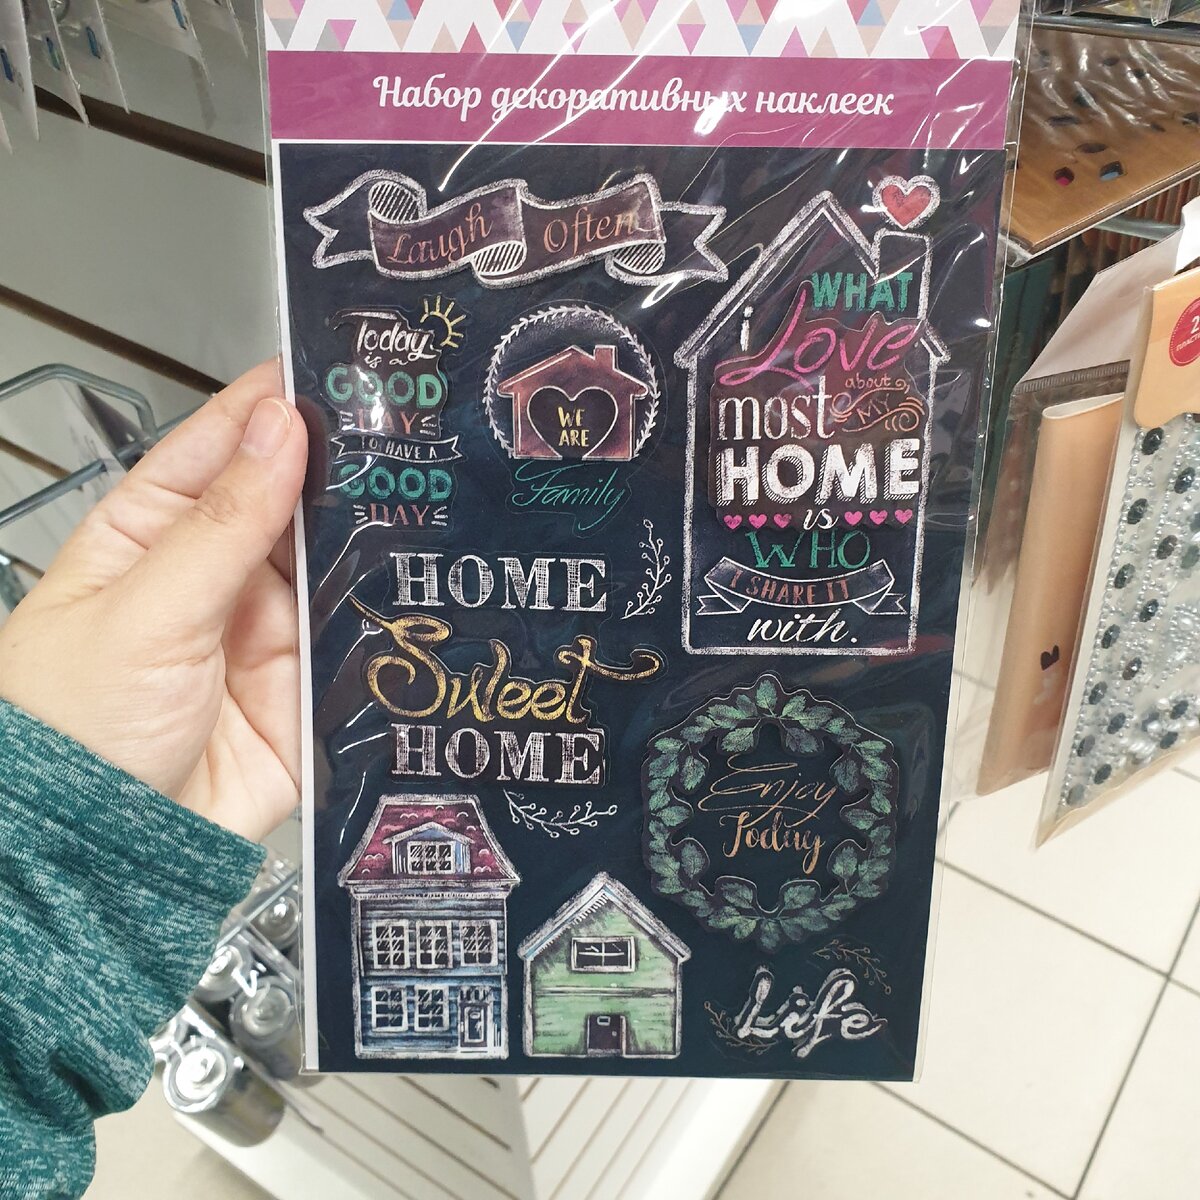 Набор декоративных наклеек
Laugh Often
Today
is a
GOOD
DAY
TO HAVE A
GOOD
DAY
WE
ARE
Family
WHAT
i Love
about
most MY
HOME
is
WHO
I SHARE IT
with.
HOME
Sweet
HOME
Enjoy
Today
Life